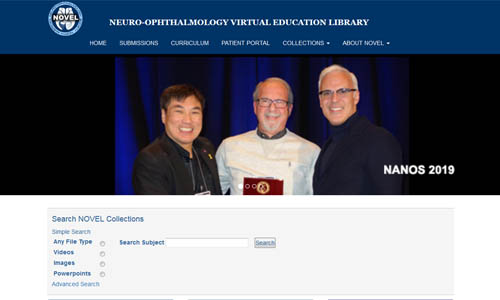 NOVEL
NEURO-OPHTHALMOLOGY VIRTUAL EDUCATION LIBRARY
HOME SUBMISSIONS CURRICULUM PATIENT PORTAL COLLECTIONS ABOUT NOVEL
NANOS 2019
Search NOVEL Collections
Simple Search
Any File Type
Search Subject
Search
Videos
Images
Powerpoints
Advanced Search